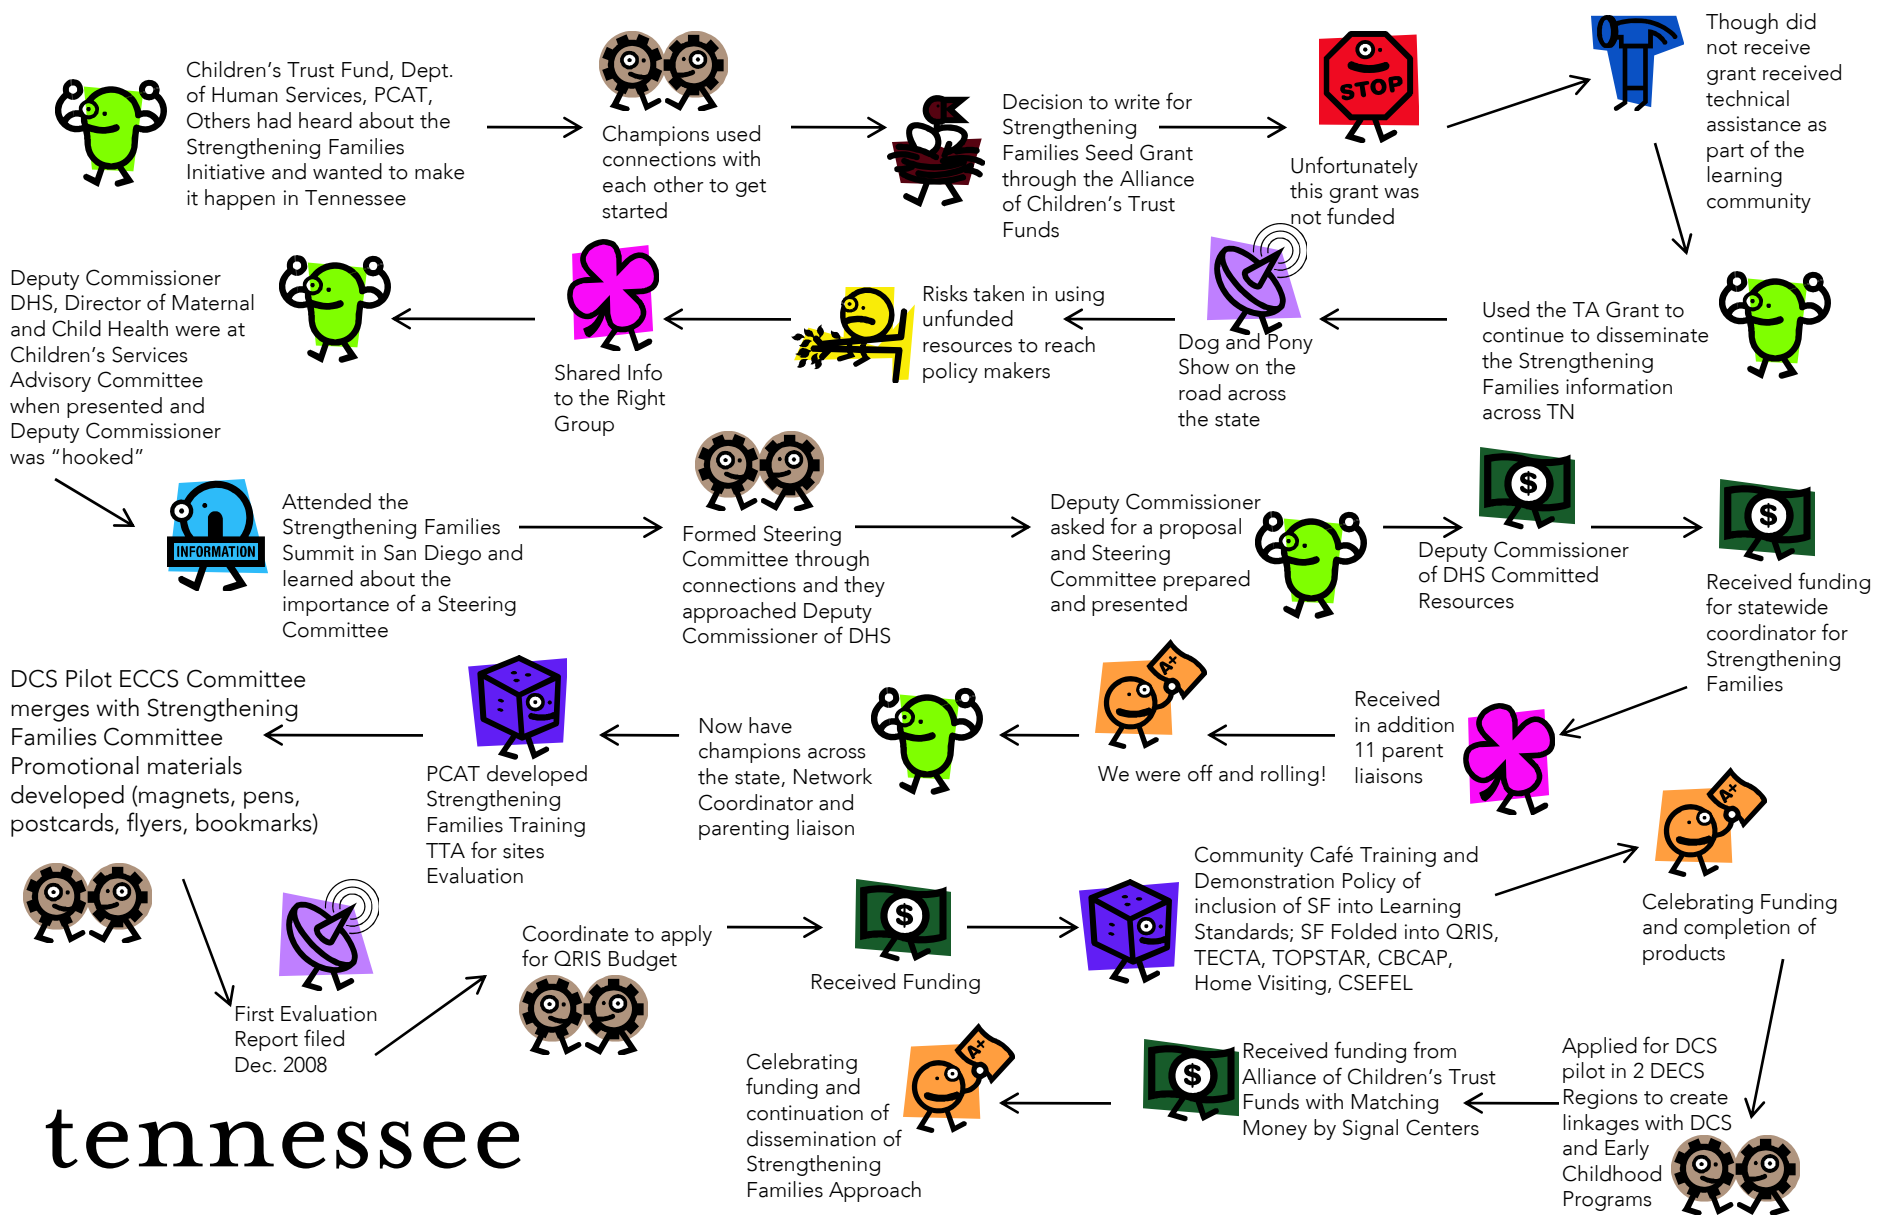 Children's Trust Fund, Dept.
of Human Services, PCAT,
Others had heard about the
Strengthening Families
Initiative and wanted to make
it happen in Tennessee
Champions used
connections with
each other to get
started
Decision to write for
Strengthening
Families Seed Grant
through the Alliance
of Children's Trust
Funds
STOP
Unfortunately
this grant was
not funded
Though did
not receive
grant received
technical
assistance as
part of the
learning
community
Used the TA Grant to
continue to disseminate
the Strengthening
Families information
across TN
Dog and Pony
Show on the
road across
the state
Risks taken in using
unfunded
resources to reach
policy makers
Shared Info
to the Right
Group
Deputy Commissioner
DHS, Director of Maternal
and Child Health were at
Children's Services
Advisory Committee
when presented and
Deputy Commissioner
was "hooked"
INFORMATION
Attended the
Strengthening Families
Summit in San Diego and
learned about the
importance of a Steering
Committee
Formed Steering
Committee through
connections and they
approached Deputy
Commissioner of DHS
Deputy Commissioner
asked for a proposal
and Steering
Committee prepared
and presented
$
Deputy Commissioner
of DHS Committed
Resources
$
Received funding
for statewide
coordinator for
Strengthening
Families
Received
in addition
11 parent
liaisons
A+
We were off and rolling!
Now have
champions across
the state, Network
Coordinator and
parenting liaison
PCAT developed
Strengthening
Families Training
TTA for sites
Evaluation
DCS Pilot ECCS Committee
merges with Strengthening
Families Committee
Promotional materials
developed (magnets, pens,
postcards, flyers, bookmarks)
First Evaluation
Report filed
Dec. 2008
Coordinate to apply
for QRIS Budget
$
Received Funding
Community Café Training and
Demonstration Policy of
inclusion of SF into Learning
Standards; SF Folded into QRIS,
TECTA, TOPSTAR, CBCAP,
Home Visiting, CSEFEL
A+
Celebrating Funding
and completion of
products
Applied for DCS
pilot in 2 DECS
Regions to create
linkages with DCS
and Early
Childhood
Programs
$
Received funding from
Alliance of Children's Trust
Funds with Matching
Money by Signal Centers
A+
Celebrating
funding and
continuation of
dissemination of
Strengthening
Families Approach
tennessee